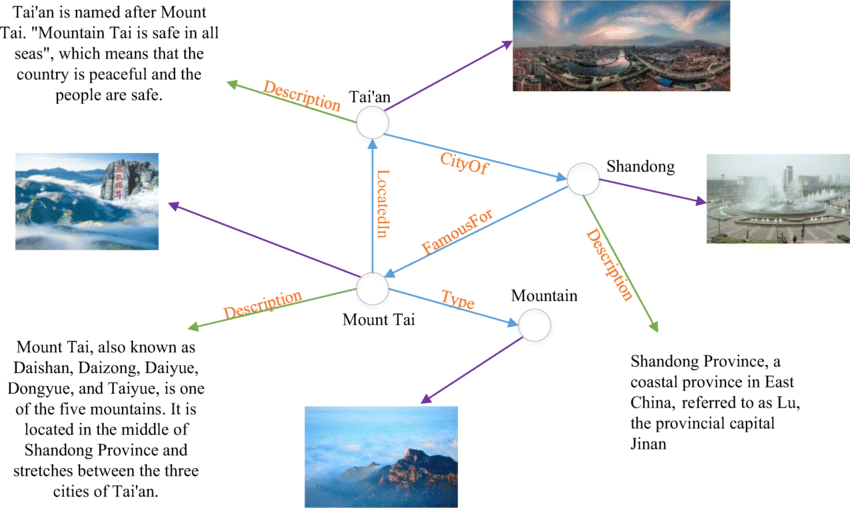 Tai'an is named after Mount
Tai. "Mountain Tai is safe in all
seas", which means that the
country is peaceful and the
people are safe.
Description
Tai'an
CityOf
Shandong
LocatedIn
FamousFor
Description
Description
Type
Mountain
Mount Tai
Mount Tai, also known as
Daishan, Daizong, Daiyue,
Dongyue, and Taiyue, is one
of the five mountains. It is
located in the middle of
Shandong Province and
stretches between the three
cities of Tai'an.
Shandong Province, a
coastal province in East
China, referred to as Lu,
the provincial capital
Jinan